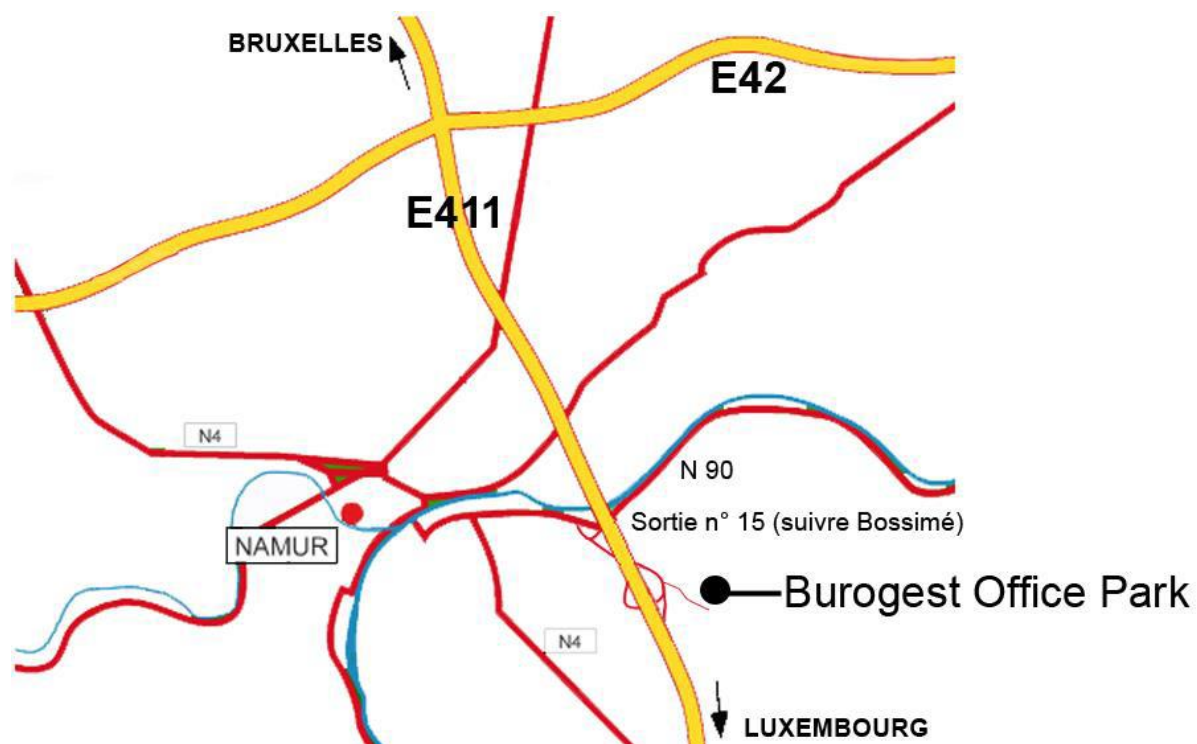 BRUXELLES
E42
E411
N4
N 90
Sortie n° 15 (suivre Bossimé)
NAMUR
Burogest Office Park
N4
LUXEMBOURG